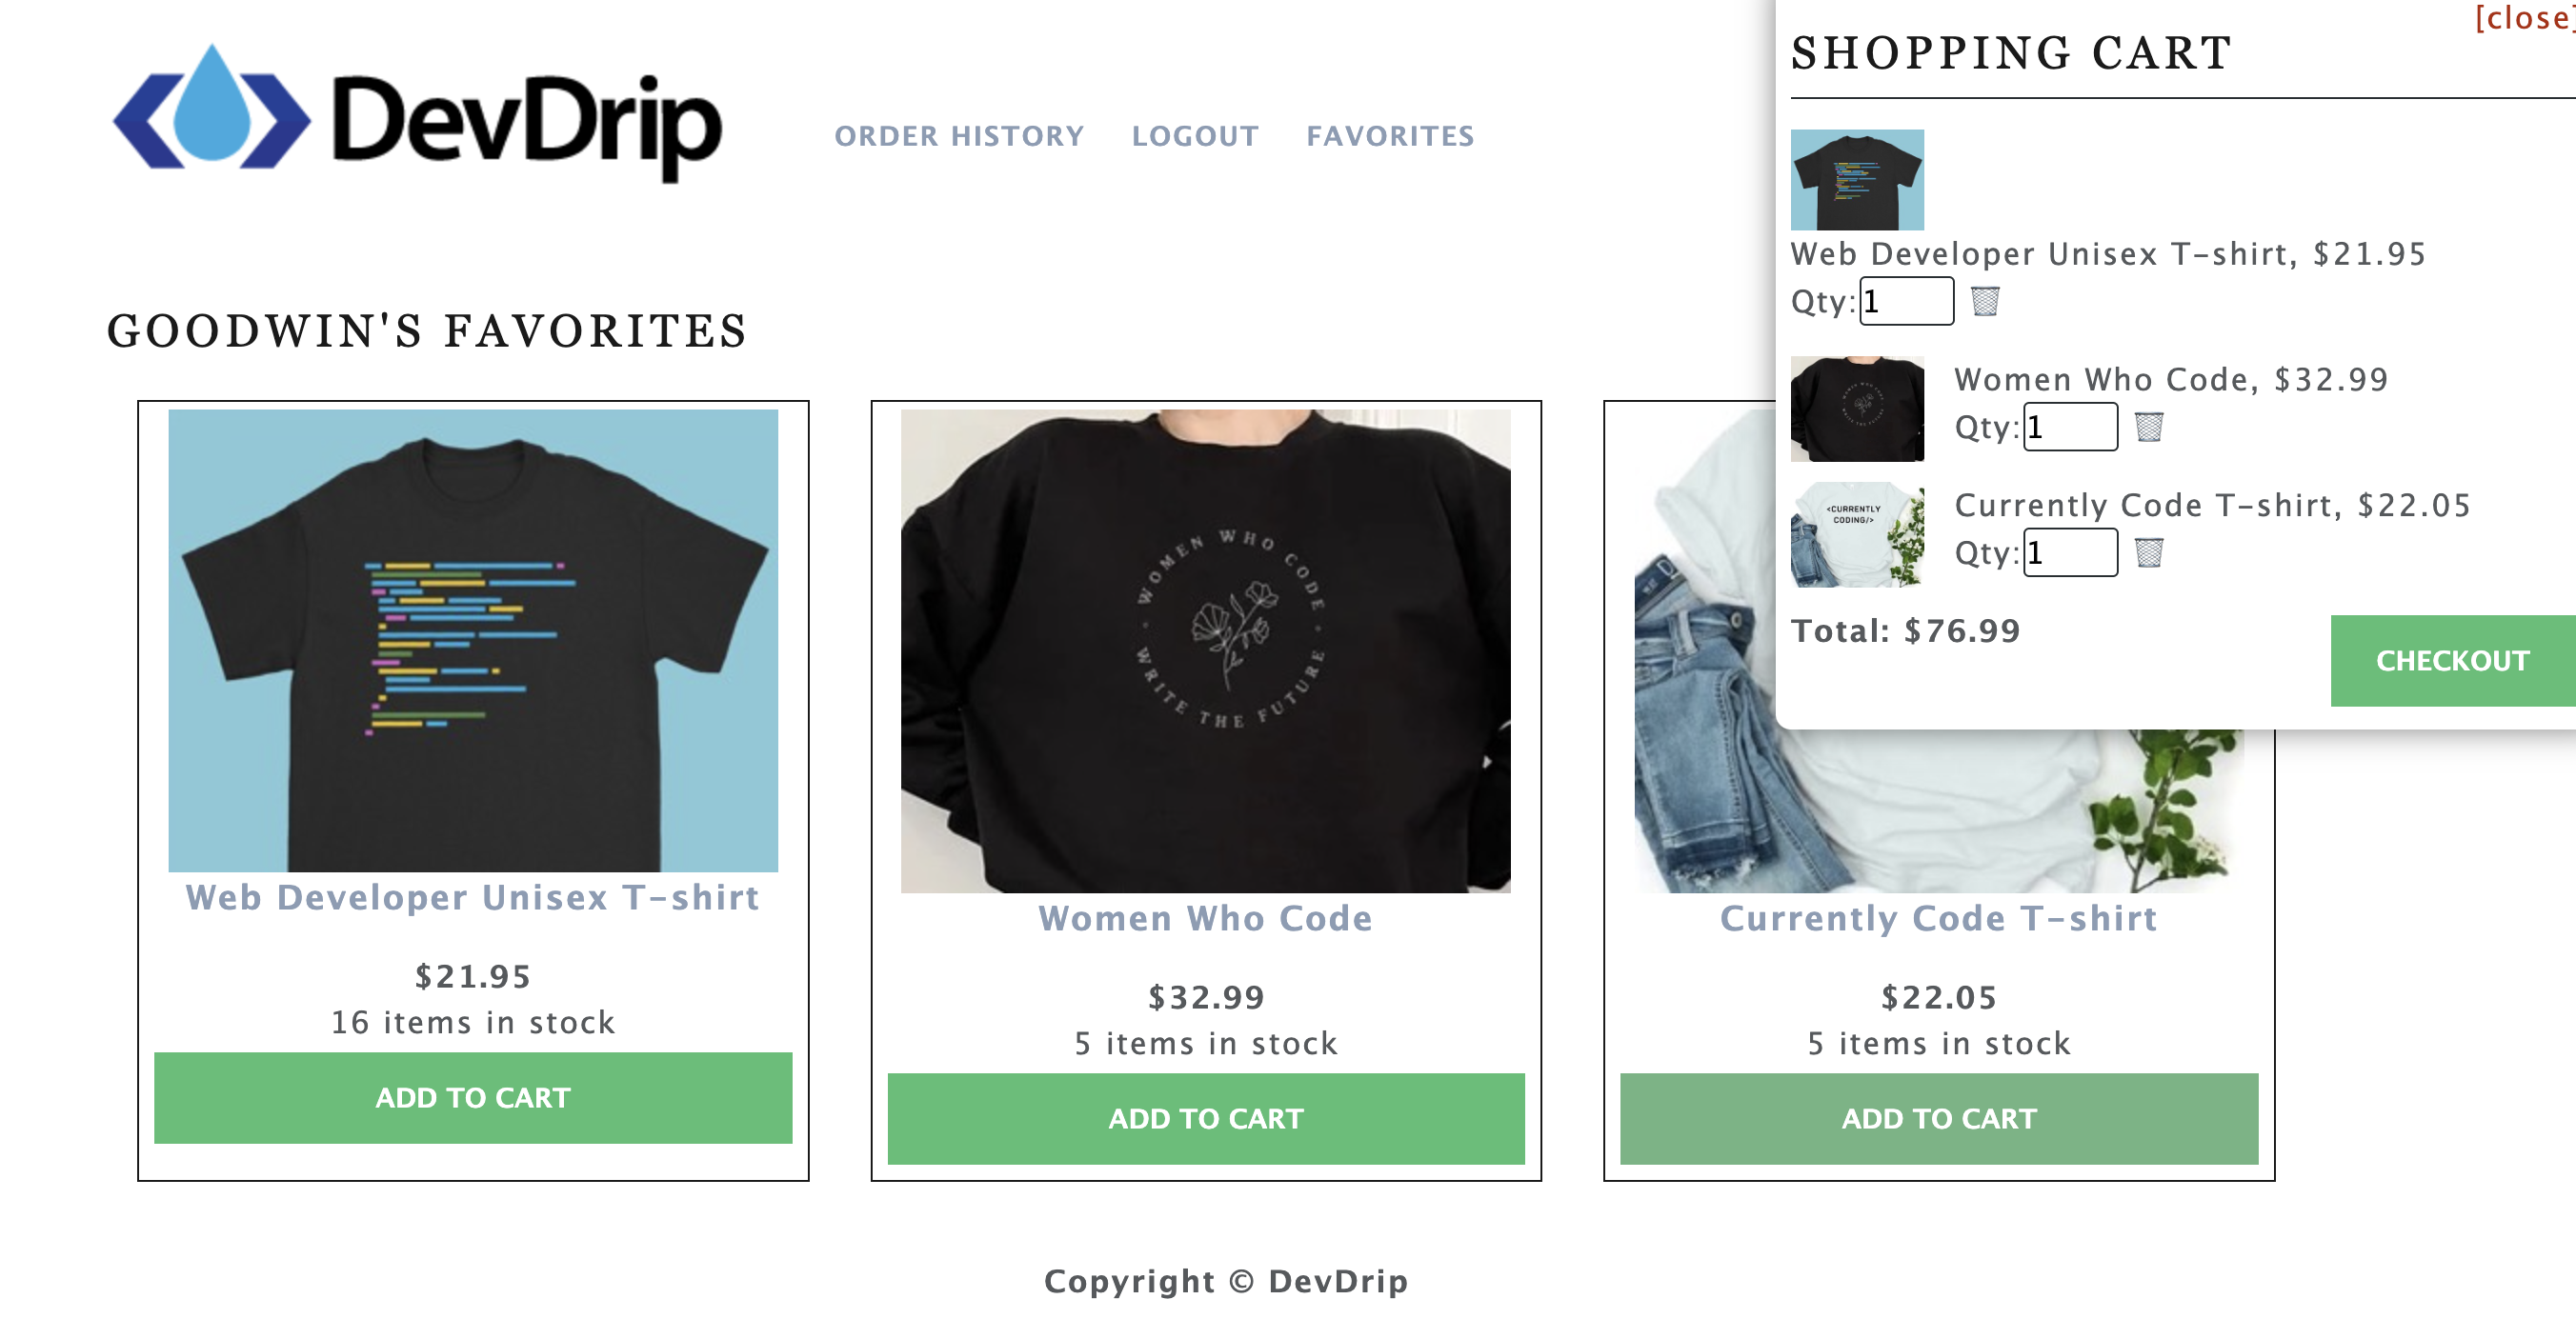 DevDrip
ORDER HISTORY LOGOUT FAVORITES
GOODWIN'S FAVORITES
WOMEN WHO CODE
WRITE THE FUTURE
Web Developer Unisex T-shirt
$21.95
16 items in stock
ADD TO CART
Women Who Code
$32.99
5 items in stock
ADD TO CART
Currently Code T-shirt
$22.05
5 items in stock
ADD TO CART
[close]
SHOPPING CART
Web Developer Unisex T-shirt, $21.95
Qty: 1
Women Who Code, $32.99
Qty: 1
<CURRENTLY
CODING/>
Currently Code T-shirt, $22.05
Qty: 1
Total: $76.99
CHECKOUT
Copyright © DevDrip